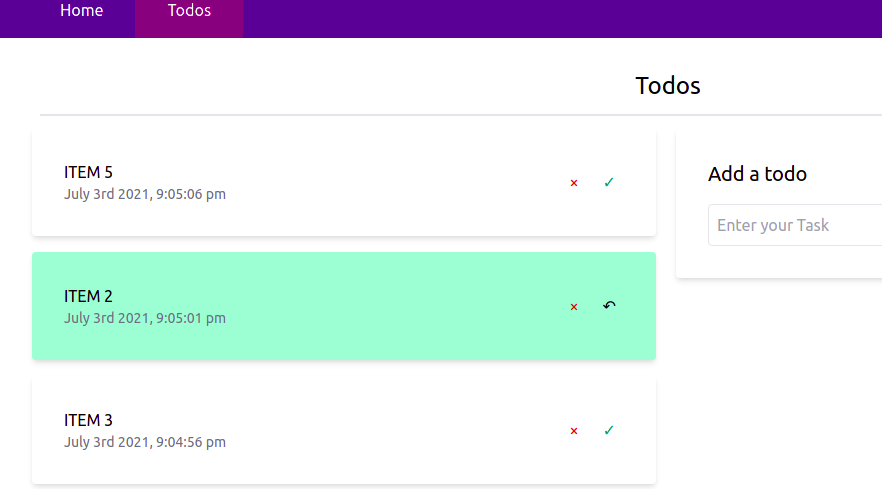 Home
Todos
Todos
ITEM 5
July 3rd 2021, 9:05:06 pm
× ✓
ITEM 2
July 3rd 2021, 9:05:01 pm
× ↶
ITEM 3
July 3rd 2021, 9:04:56 pm
× ✓
Add a todo
Enter your Task